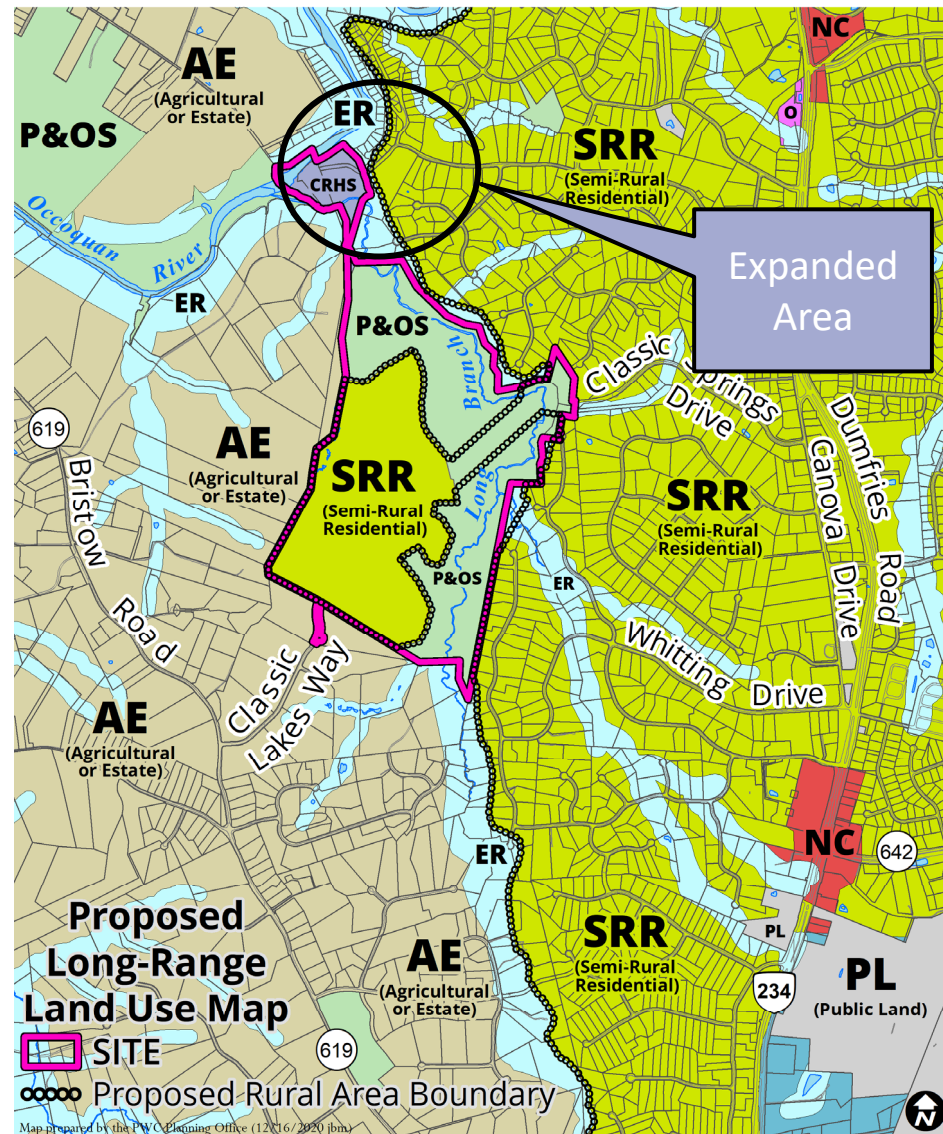 NC
AE
(Agricultural
or Estate)
ER
O
P&OS
SRR
(Semi-Rural
Residential)
CRHS
Occoquan
River
Expanded
Area
ER
P&OS
Branch
Classic
Springs
Drive
619
AE
(Agricultural
or Estate)
Dumfries
Road
Canova
Drive
Bristow
Road
SRR
(Semi-Rural
Residential)
Long
SRR
(Semi-Rural
Residential)
P&OS
ER
Whitting
Drive
Classic
Lakes
Way
AE
(Agricultural
or Estate)
NC
642
ER
Proposed
Long-Range
Land Use Map
SRR
(Semi-Rural
Residential)
PL
AE
(Agricultural
or Estate)
234
PL
(Public Land)
619
SITE
Proposed Rural Area Boundary
Map prepared by the PWC Planning Office (12/16/2020 jbm)
N